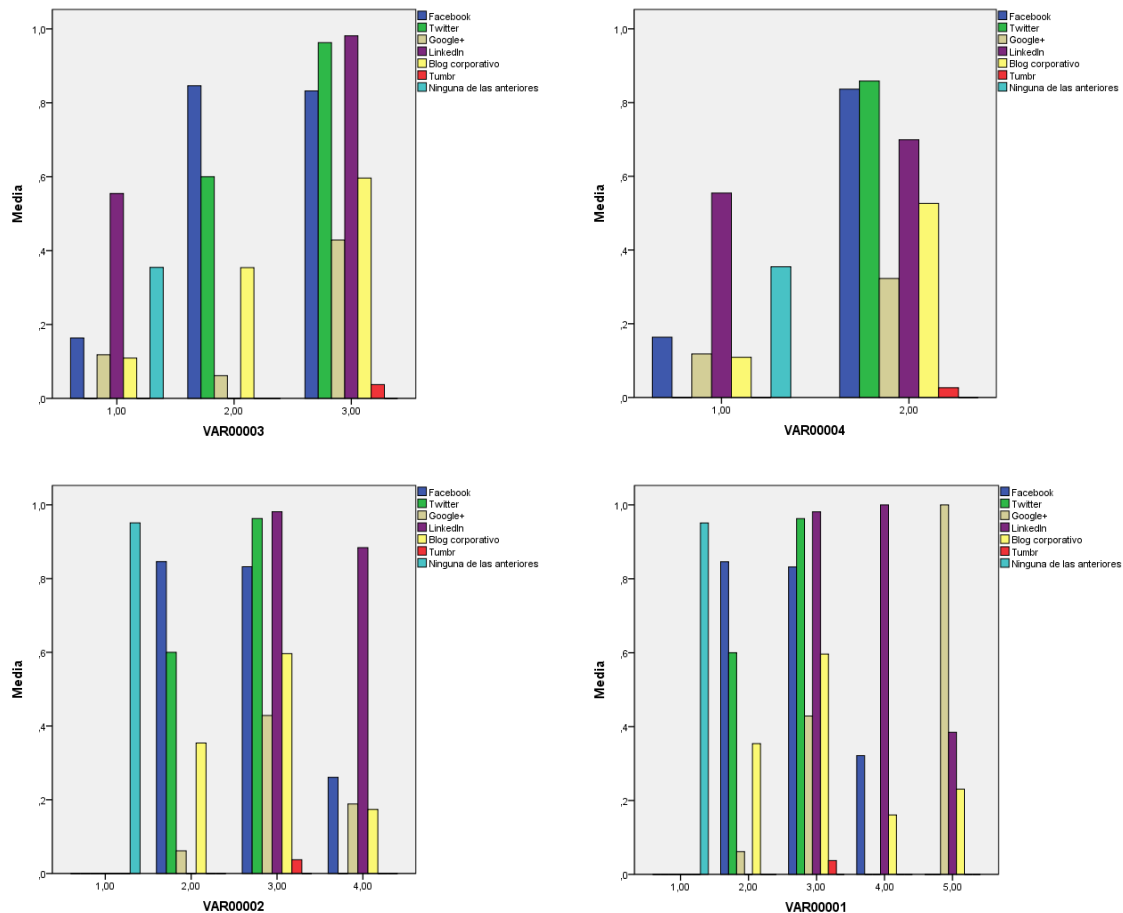 1,0
,8
,6
,4
,2
,0
Media
1,00 2,00 3,00
VAR00003
Facebook
Twitter
Google+
LinkedIn
Blog corporativo
Tumbr
Ninguna de las anteriores
1,0
,8
,6
,4
,2
,0
Media
1,00 2,00
VAR00004
Facebook
Twitter
Google+
LinkedIn
Blog corporativo
Tumbr
Ninguna de las anteriores
1,0
,8
,6
,4
,2
,0
Media
1,00 2,00 3,00 4,00
VAR00002
Facebook
Twitter
Google+
LinkedIn
Blog corporativo
Tumbr
Ninguna de las anteriores
1,0
,8
,6
,4
,2
,0
Media
1,00 2,00 3,00 4,00 5,00
VAR00001
Facebook
Twitter
Google+
LinkedIn
Blog corporativo
Tumbr
Ninguna de las anteriores